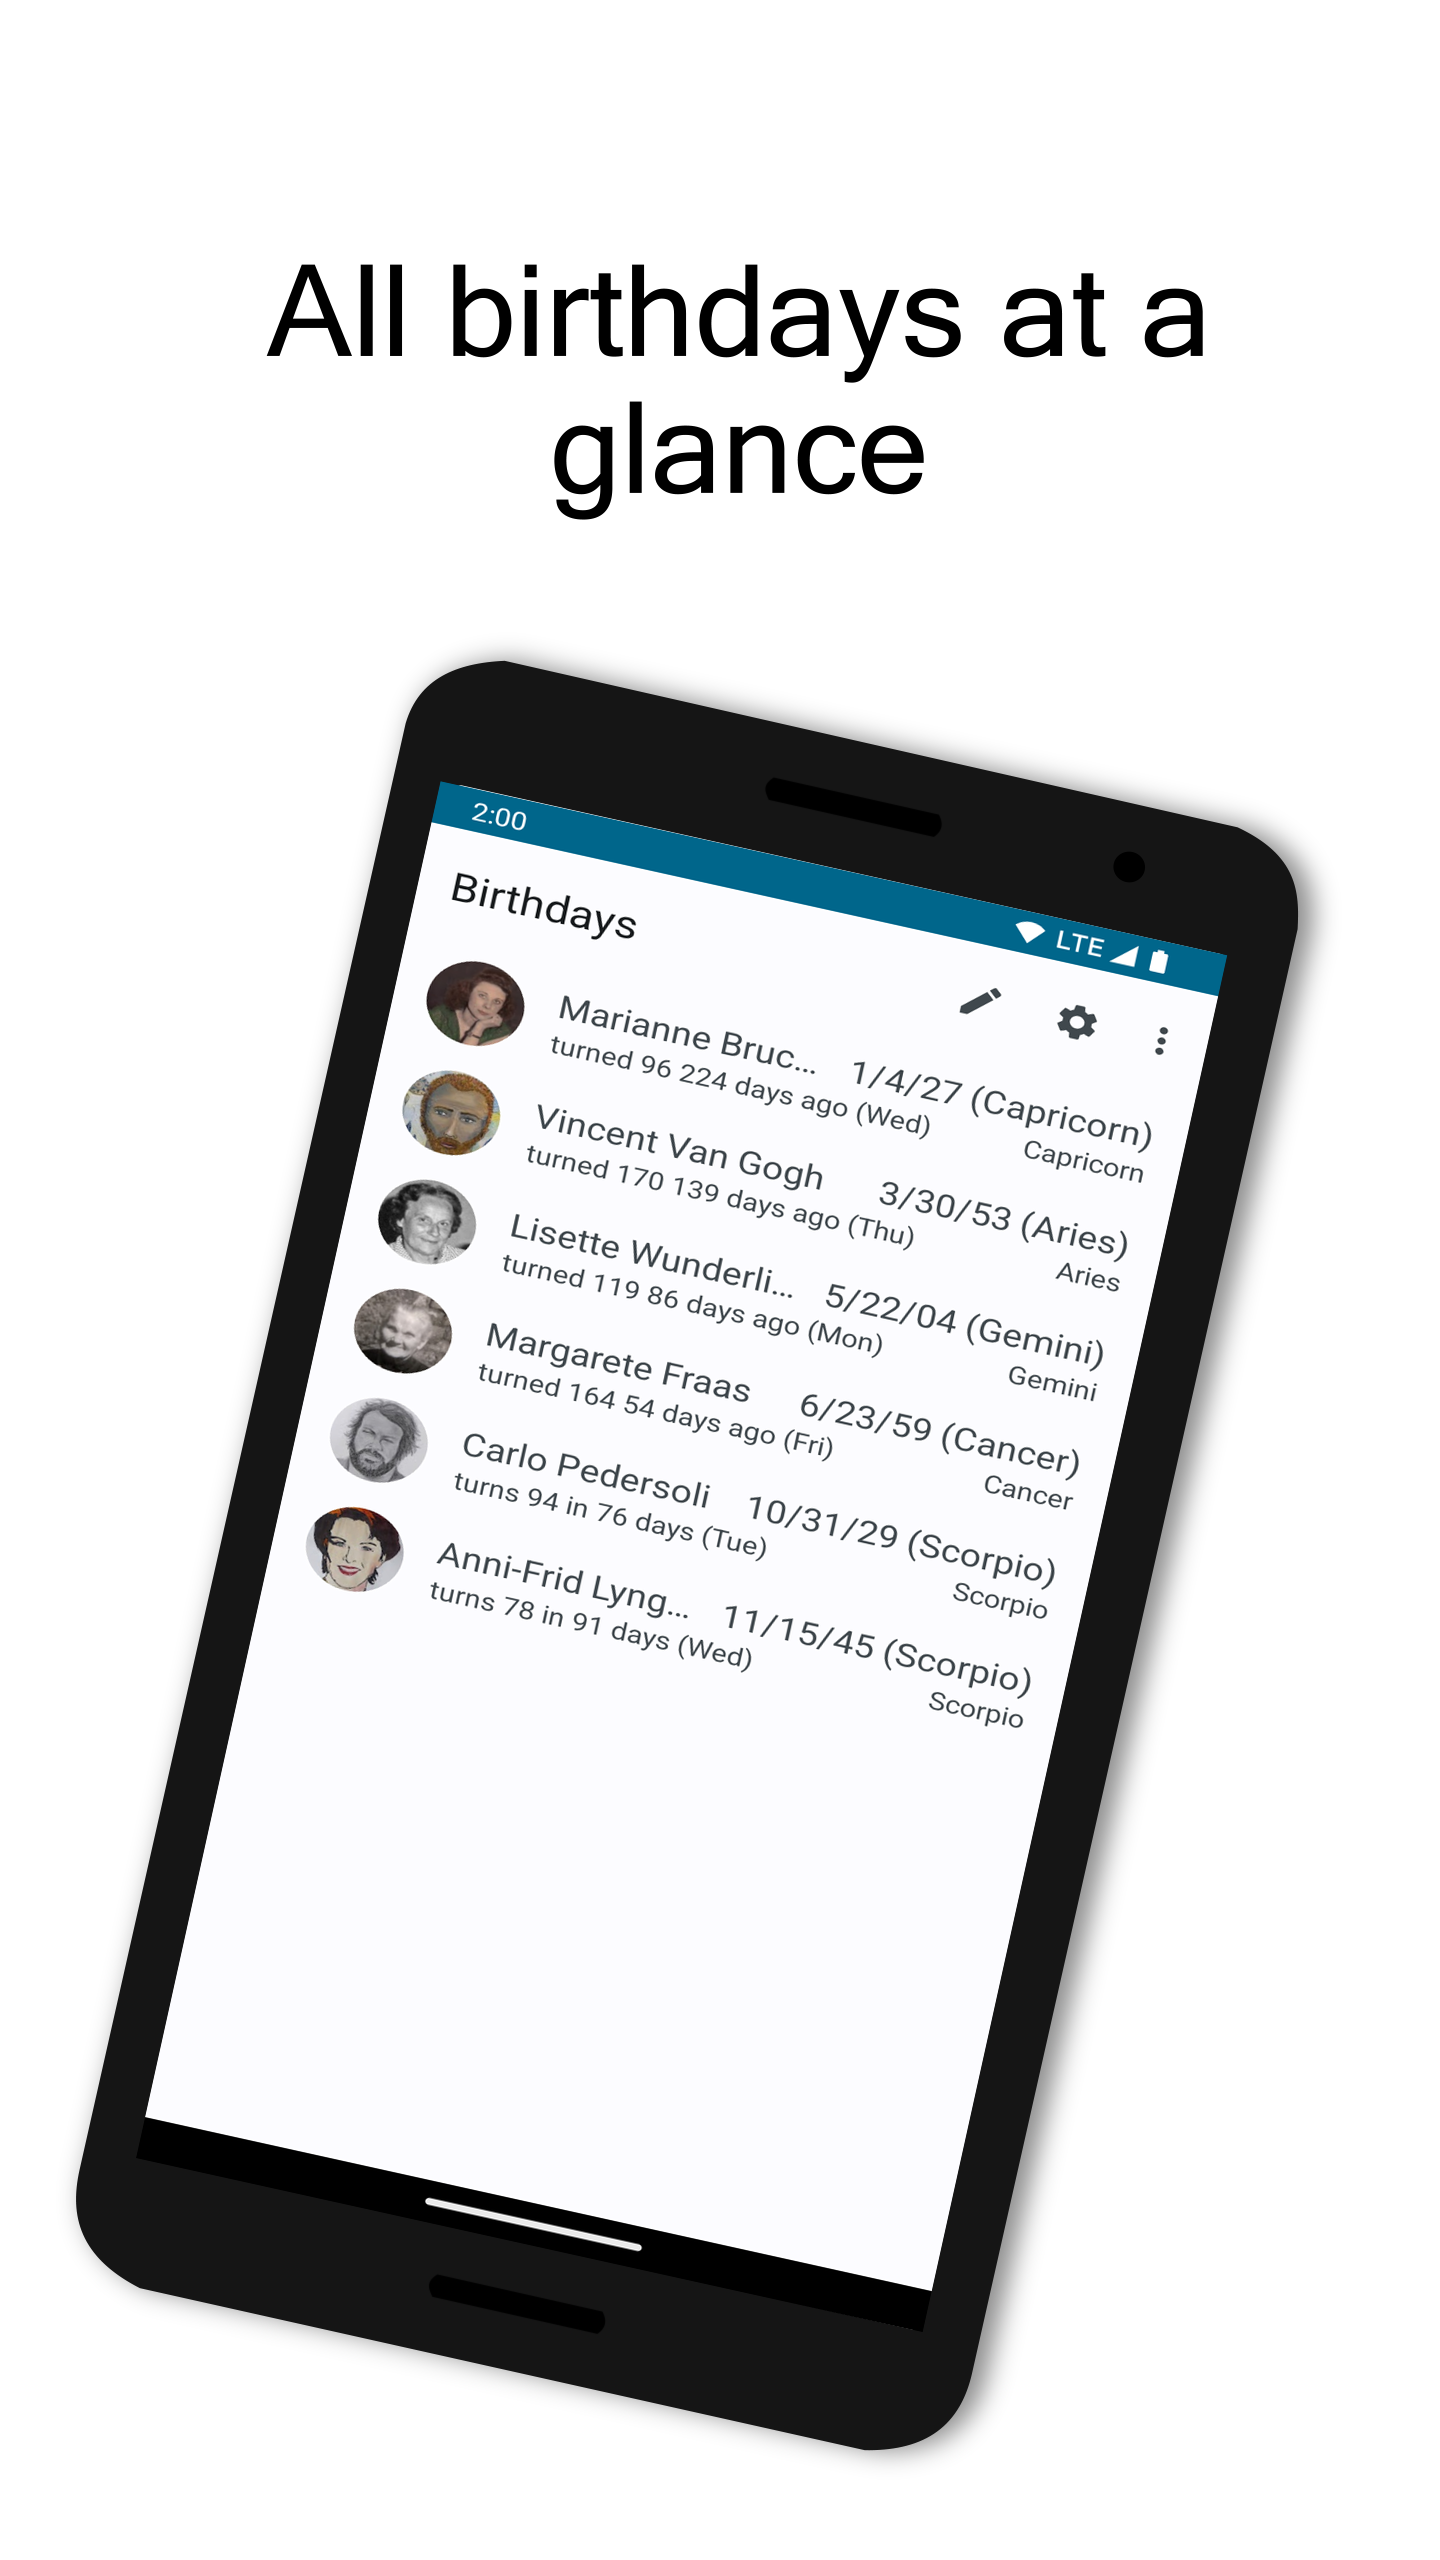 All birthdays at a
glance
2:00
LTE
Birthdays
Marianne Bruc... 1/4/27 (Capricorn)
turned 96 224 days ago (Wed) Capricorn
Vincent Van Gogh 3/30/53 (Aries)
turned 170 139 days ago (Thu) Aries
Lisette Wunderli... 5/22/04 (Gemini)
turned 119 86 days ago (Mon) Gemini
Margarete Fraas 6/23/59 (Cancer)
turned 164 54 days ago (Fri) Cancer
Carlo Pedersoli 10/31/29 (Scorpio)
turns 94 in 76 days (Tue) Scorpio
Anni-Frid Lyng... 11/15/45 (Scorpio)
turns 78 in 91 days (Wed) Scorpio